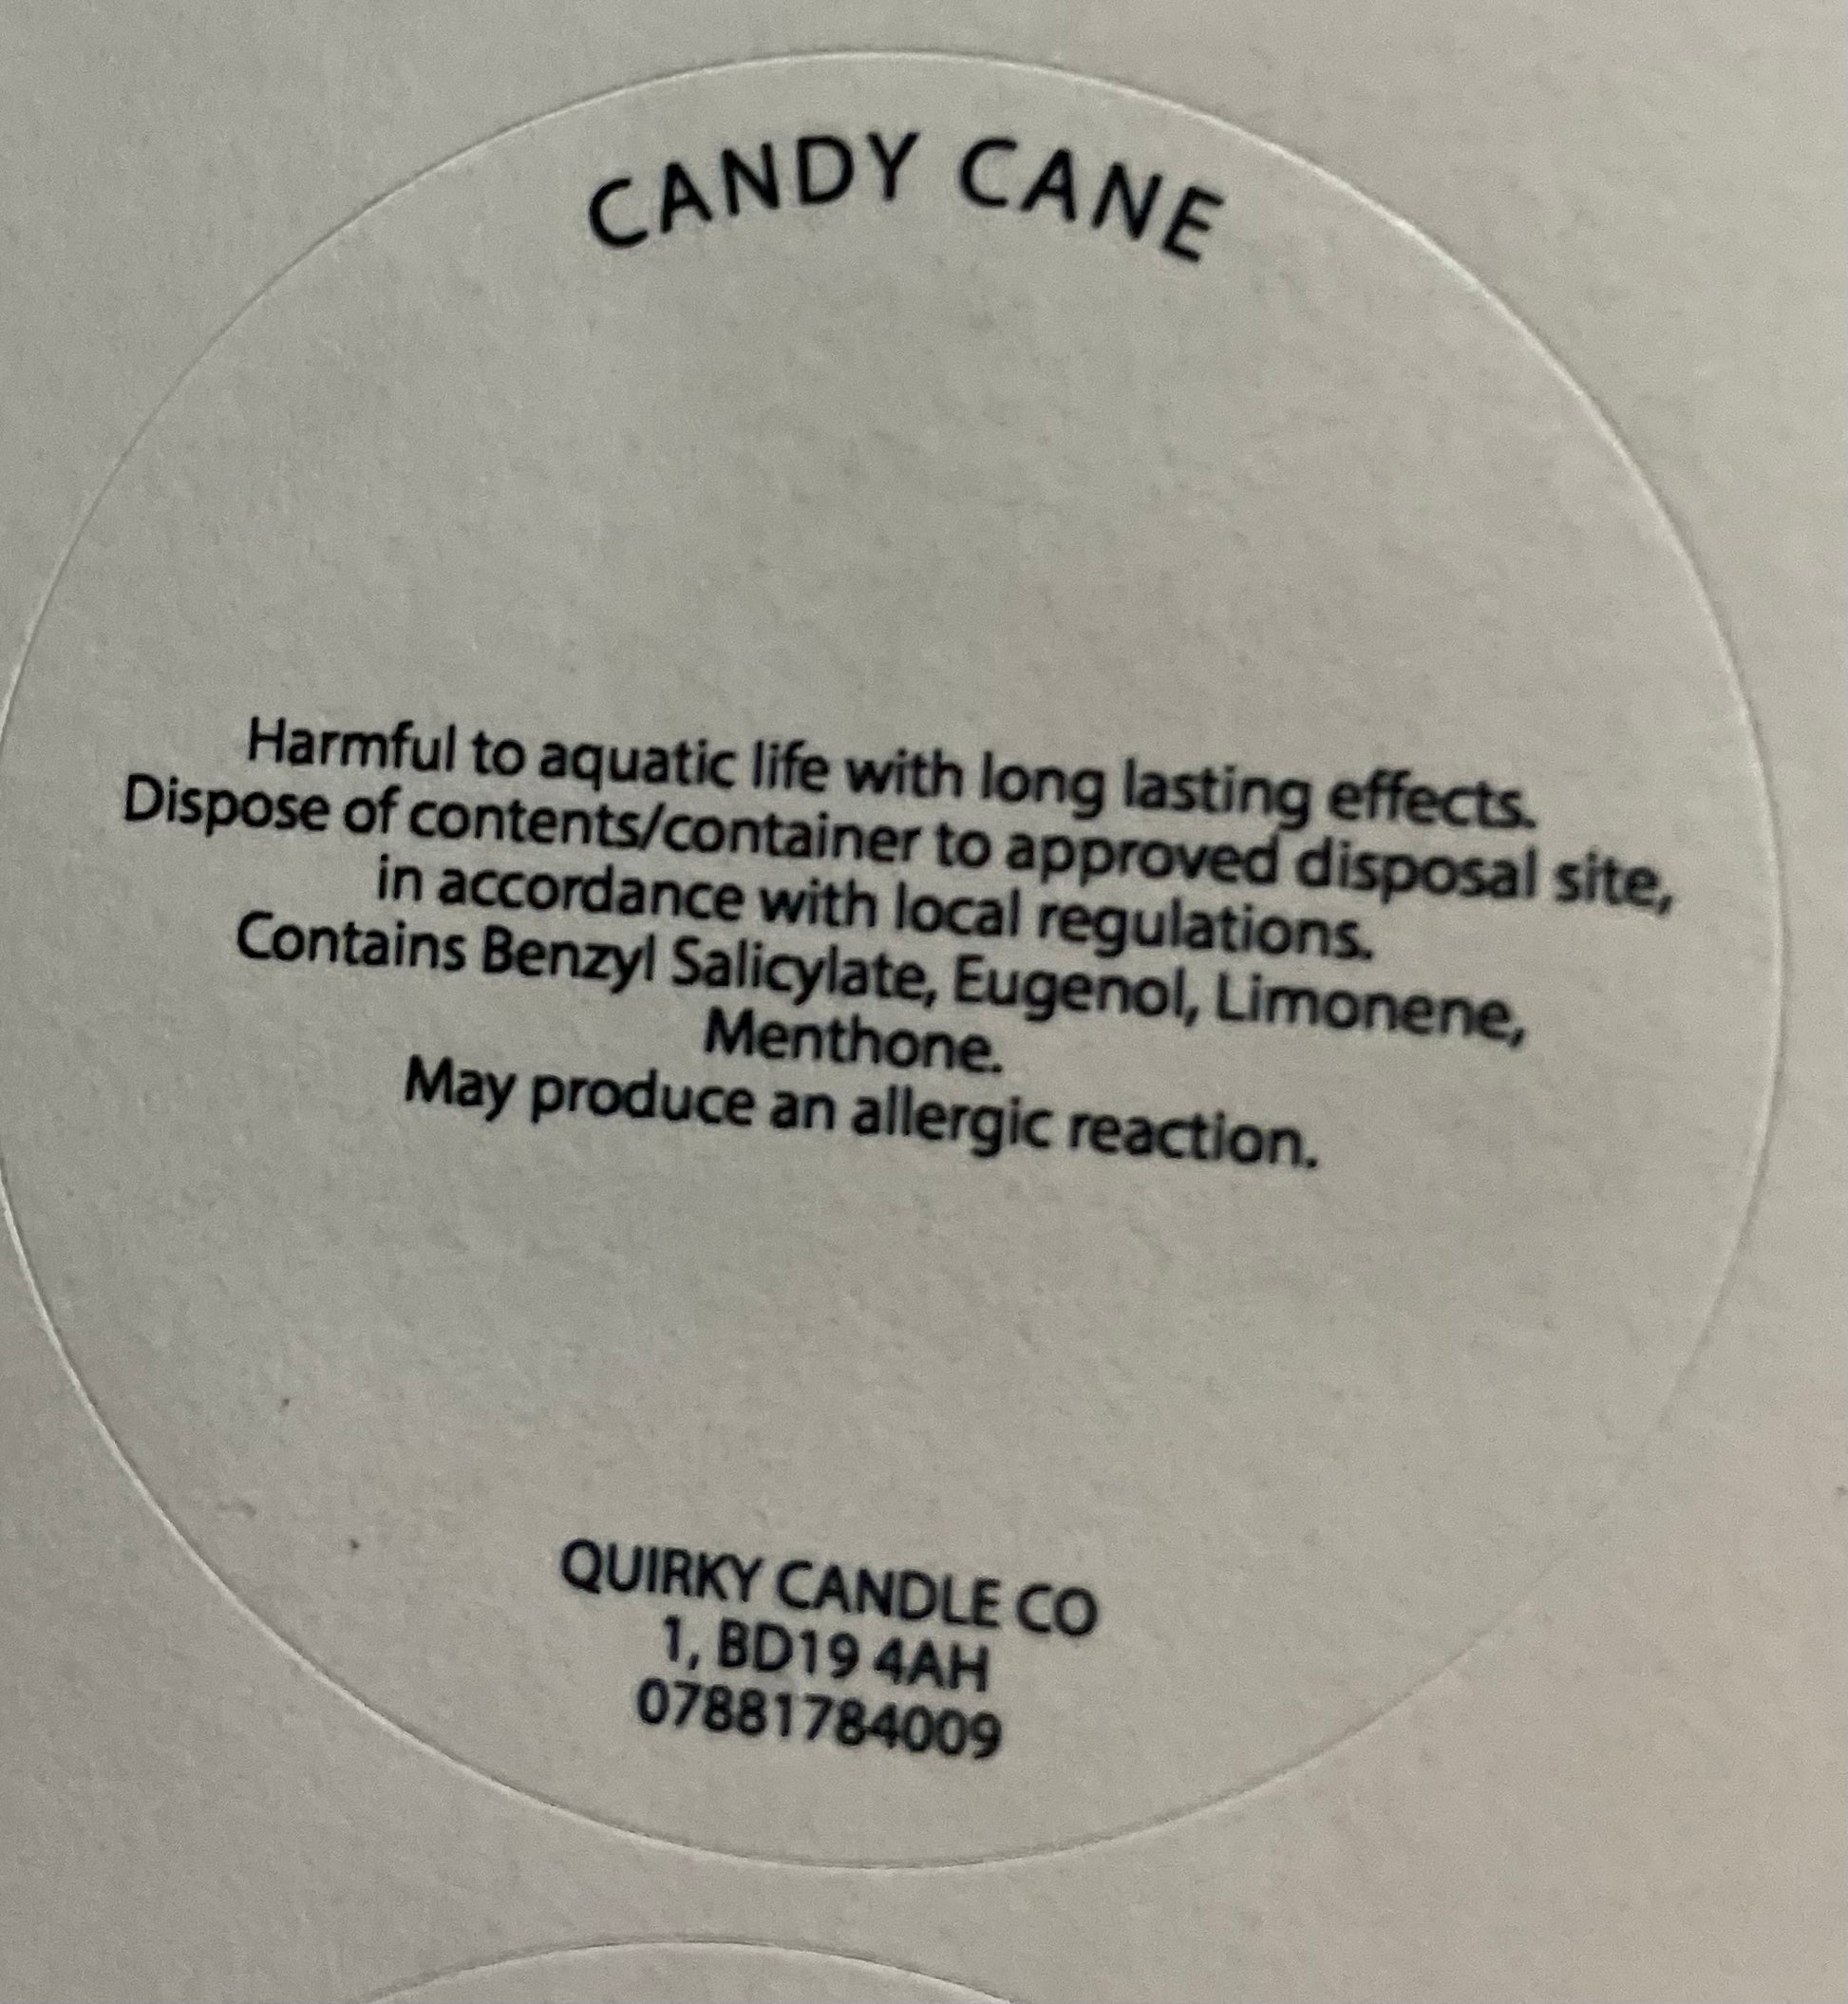 CANDY CANE
Harmful to aquatic life with long lasting effects.
Dispose of contents/container to approved disposal site,
in accordance with local regulations.
Contains Benzyl Salicylate, Eugenol, Limonene,
Menthone.
May produce an allergic reaction.
QUIRKY CANDLE CO
1, BD19 4AH
07881784009